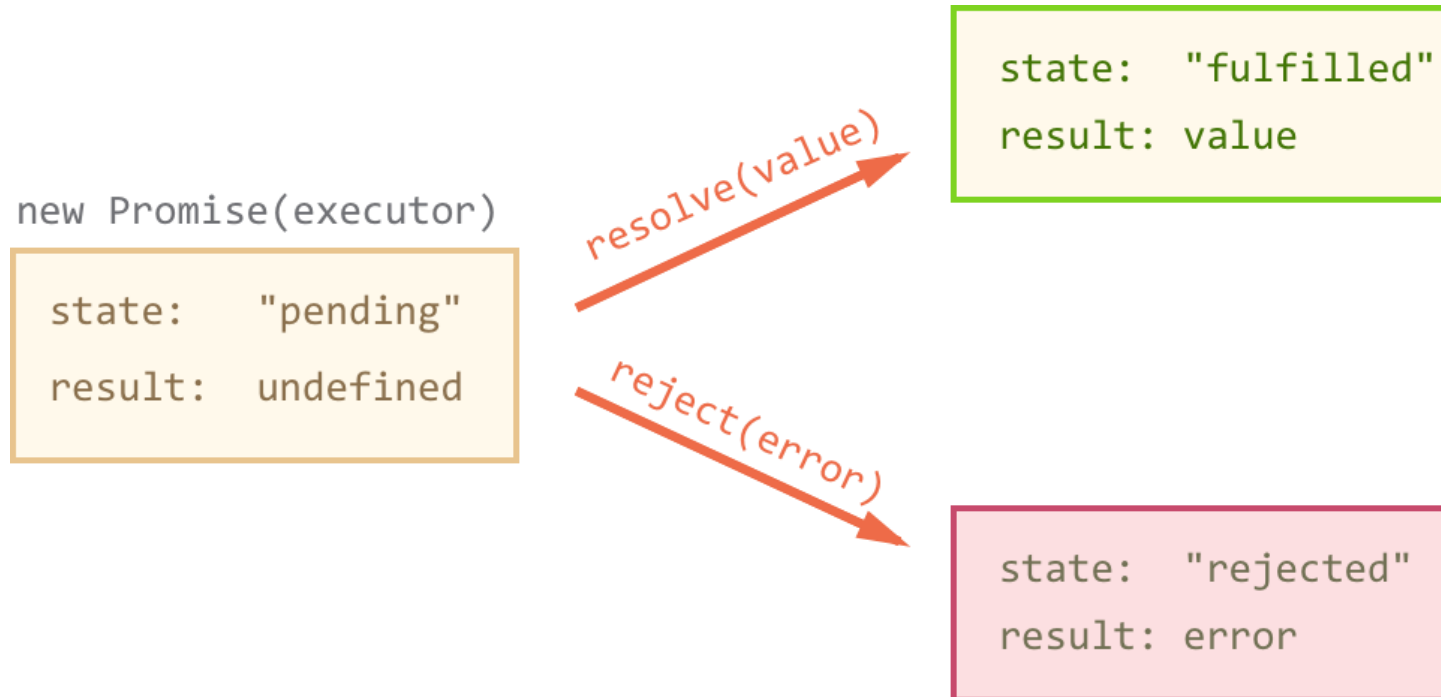 new Promise(executor)
state: "pending"
result: undefined
resolve(value)
reject(error)
state: "fulfilled"
result: value
state: "rejected"
result: error